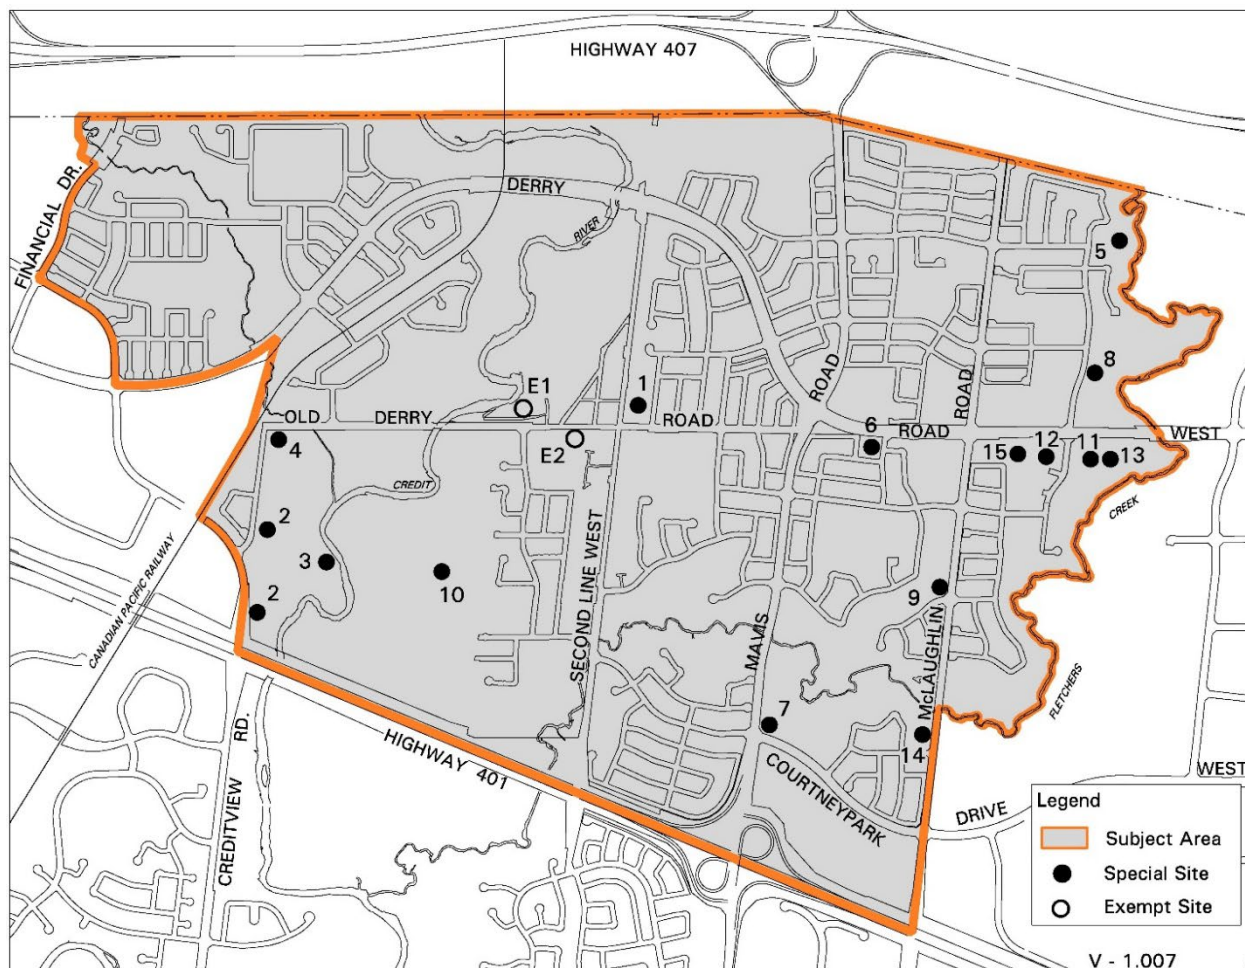 HIGHWAY 407
FINANCIAL DR.
DERRY
RIVER
5
8
E1
1
OLD DERRY ROAD
ROAD
ROAD
6
ROAD
WEST
4
E2
15
12
11
13
CREDIT
CREEK
2
3
10
SECOND LINE WEST
9
2
CANADIAN PACIFIC RAILWAY
MAVIS
McLAUGHLIN
FLETCHERS
7
14
CREDITVIEW RD.
HIGHWAY 401
COURTNEYPARK
DRIVE
WEST
Legend
Subject Area
Special Site
Exempt Site
V - 1.007